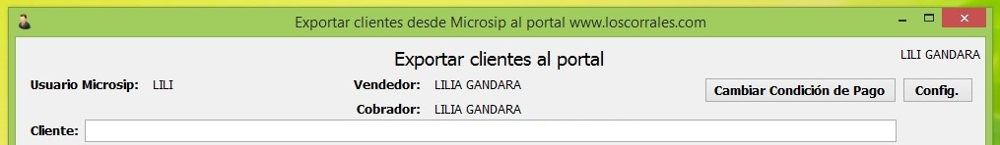 Exportar clientes desde Microsip al portal www.loscorrales.com
Exportar clientes al portal
LILI GANDARA
Usuario Microsip: LILI Vendedor: LILIA GANDARA
Cambiar Condición de Pago Config.
Cobrador: LILIA GANDARA
Cliente: